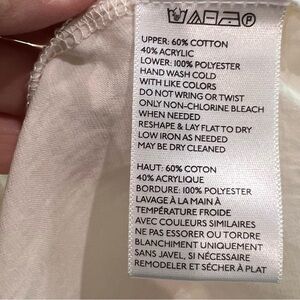 UPPER: 60% COTTON
40% ACRYLIC
LOWER: 100% POLYESTER
HAND WASH COLD
WITH LIKE COLORS
DO NOT WRING OR TWIST
ONLY NON-CHLORINE BLEACH
WHEN NEEDED
RESHAPE & LAY FLAT TO DRY
LOW IRON AS NEEDED
MAY BE DRY CLEANED
HAUT: 60% COTON
40% ACRYLIQUE
BORDURE: 100% POLYESTER
LAVAGE À LA MAIN À
TEMPÉRATURE FROIDE
AVEC COULEURS SIMILAIRES
NE PAS ESSORER OU TORDRE
BLANCHIMENT UNIQUEMENT
SANS JAVEL, SI NÉCESSAIRE
REMODELER ET SÉCHER À PLAT